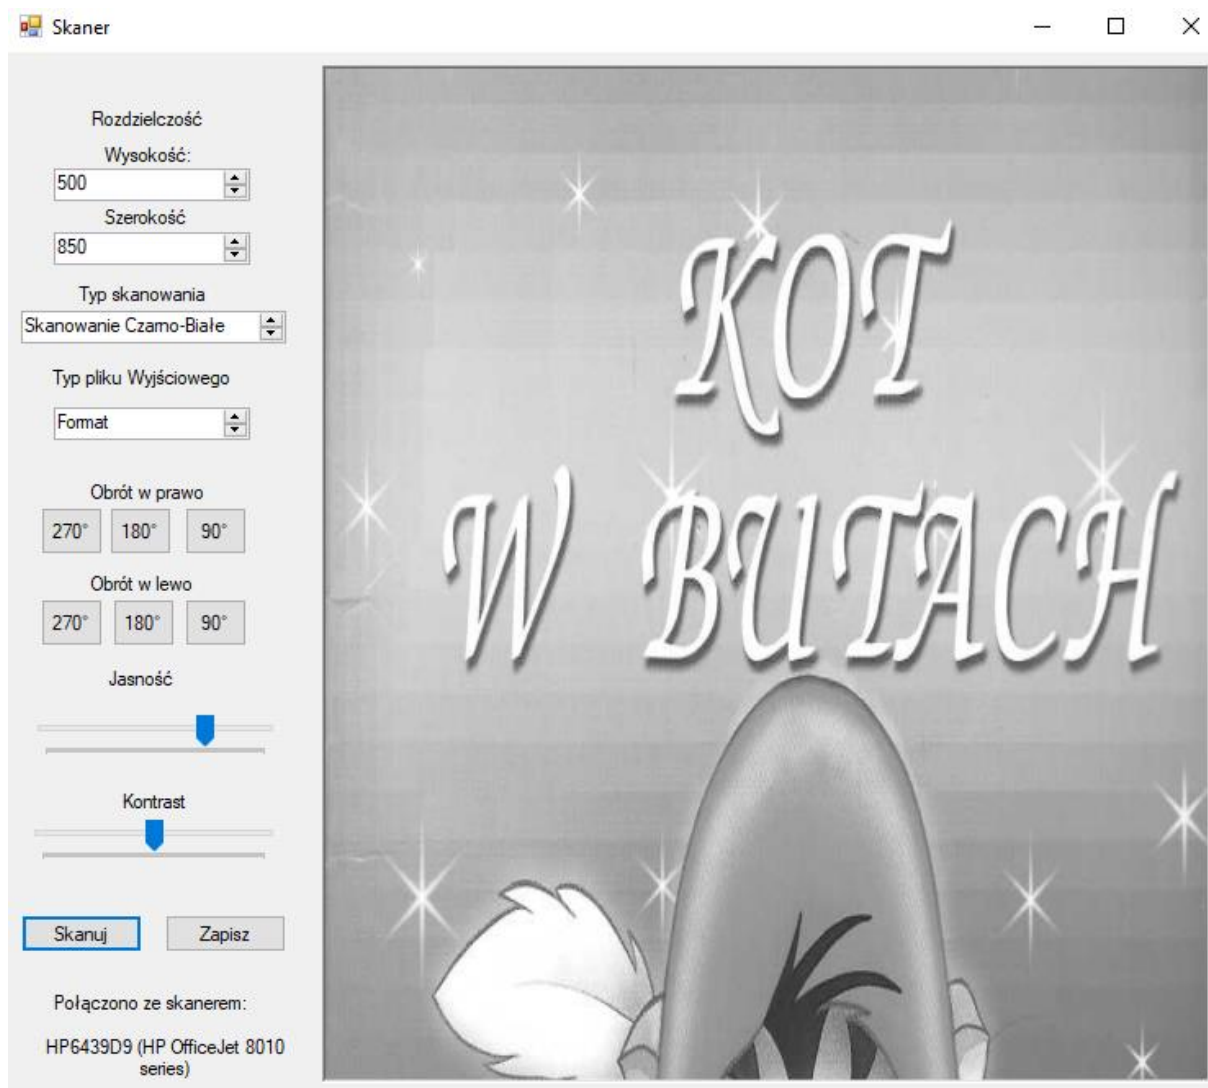 Skaner
Rozdzielczość
Wysokość:
500
Szerokość
850
Typ skanowania
Skanowanie Czarno-Białe
Typ pliku Wyjściowego
Format
Obrót w prawo
270° 180° 90°
Obrót w lewo
270° 180° 90°
Jasność
Kontrast
Skanuj Zapisz
Połączono ze skanerem:
HP6439D9 (HP OfficeJet 8010
series)
KOT
W BUTACH